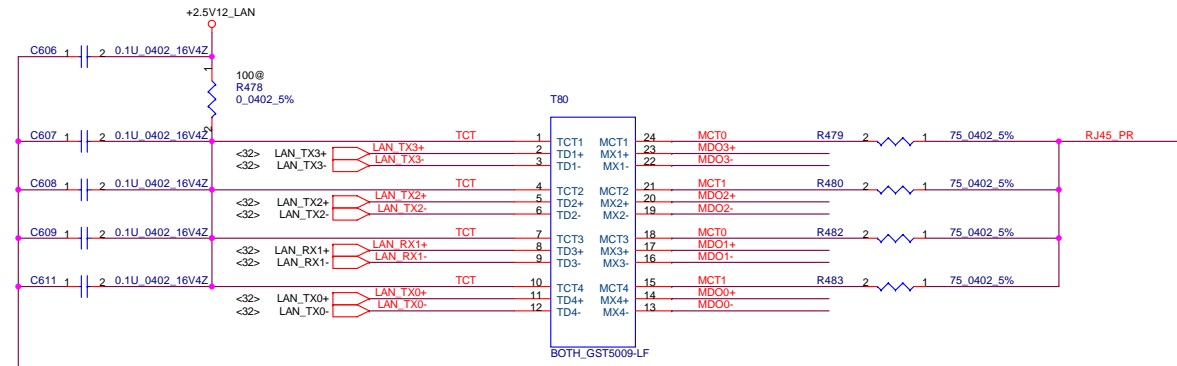 +2.5V12_LAN
C606 1 2 0.1U_0402_16V4Z
1
100@
R478
0_0402_5%
2
T80
C607 1 2 0.1U_0402_16V4Z TCT 1 TCT1 MCT1 24 MCT0 R479 2 1 75_0402_5% RJ45_PR
<32> LAN_TX3+ LAN_TX3+ 2 TD1+ MX1+ 23 MDO3+
<32> LAN_TX3- LAN_TX3- 3 TD1- MX1- 22 MDO3-
C608 1 2 0.1U_0402_16V4Z TCT 4 TCT2 MCT2 21 MCT1 R480 2 1 75_0402_5%
<32> LAN_TX2+ LAN_TX2+ 5 TD2+ MX2+ 20 MDO2+
<32> LAN_TX2- LAN_TX2- 6 TD2- MX2- 19 MDO2-
C609 1 2 0.1U_0402_16V4Z TCT 7 TCT3 MCT3 18 MCT0 R482 2 1 75_0402_5%
<32> LAN_RX1+ LAN_RX1+ 8 TD3+ MX3+ 17 MDO1+
<32> LAN_RX1- LAN_RX1- 9 TD3- MX3- 16 MDO1-
C611 1 2 0.1U_0402_16V4Z TCT 10 TCT4 MCT4 15 MCT1 R483 2 1 75_0402_5%
<32> LAN_TX0+ LAN_TX0+ 11 TD4+ MX4+ 14 MDO0+
<32> LAN_TX0- LAN_TX0- 12 TD4- MX4- 13 MDO0-
BOTH_GST5009-LF